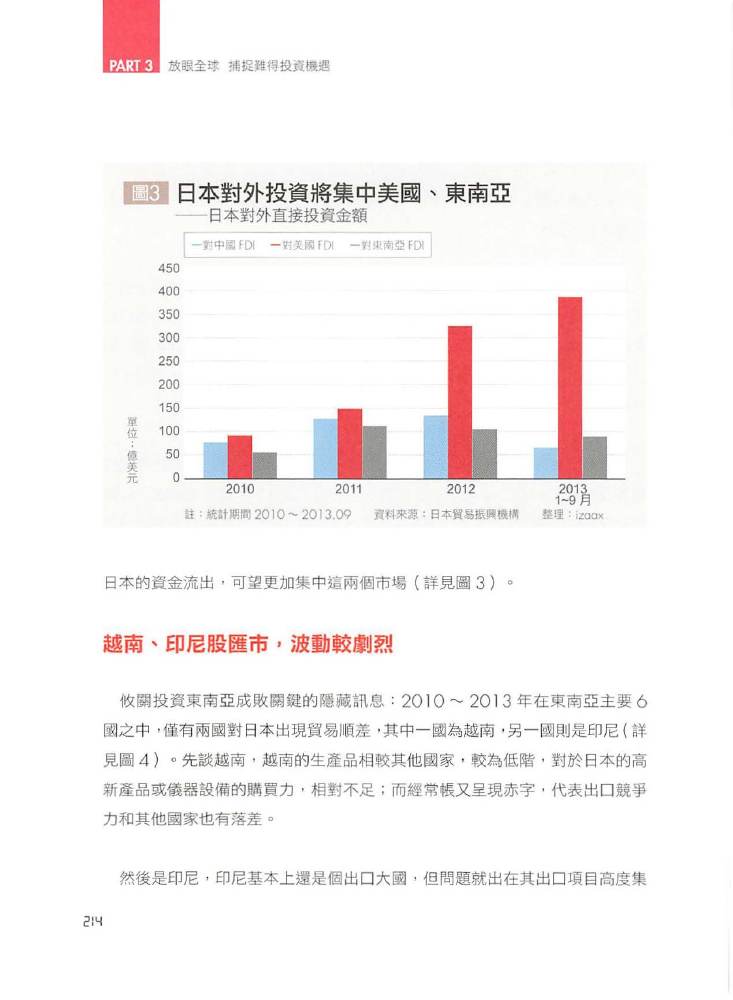 PART 3 放眼全球 捕捉難得投資機遇
圖3 日本對外投資將集中美國、東南亞
——日本對外直接投資金額
—對中國 FDI —對美國 FDI —對東南亞 FDI
450
400
350
300
250
200
150
100
50
0
單位：億美元
2010 2011 2012 2013
1~9 月
註：統計期間 2010～2013.09 資料來源：日本貿易振興機構 整理：izaax
日本的資金流出，可望更加集中這兩個市場（詳見圖 3）。
越南、印尼股匯市，波動較劇烈
攸關投資東南亞成敗關鍵的隱藏訊息：2010 ～ 2013 年在東南亞主要 6
國之中，僅有兩國對日本出現貿易順差，其中一國為越南，另一國則是印尼（詳
見圖 4）。先談越南，越南的生產品相較其他國家，較為低階，對於日本的高
新產品或儀器設備的購買力，相對不足；而經常帳又呈現赤字，代表出口競爭
力和其他國家也有落差。
然後是印尼，印尼基本上還是個出口大國，但問題就出在其出口項目高度集
214